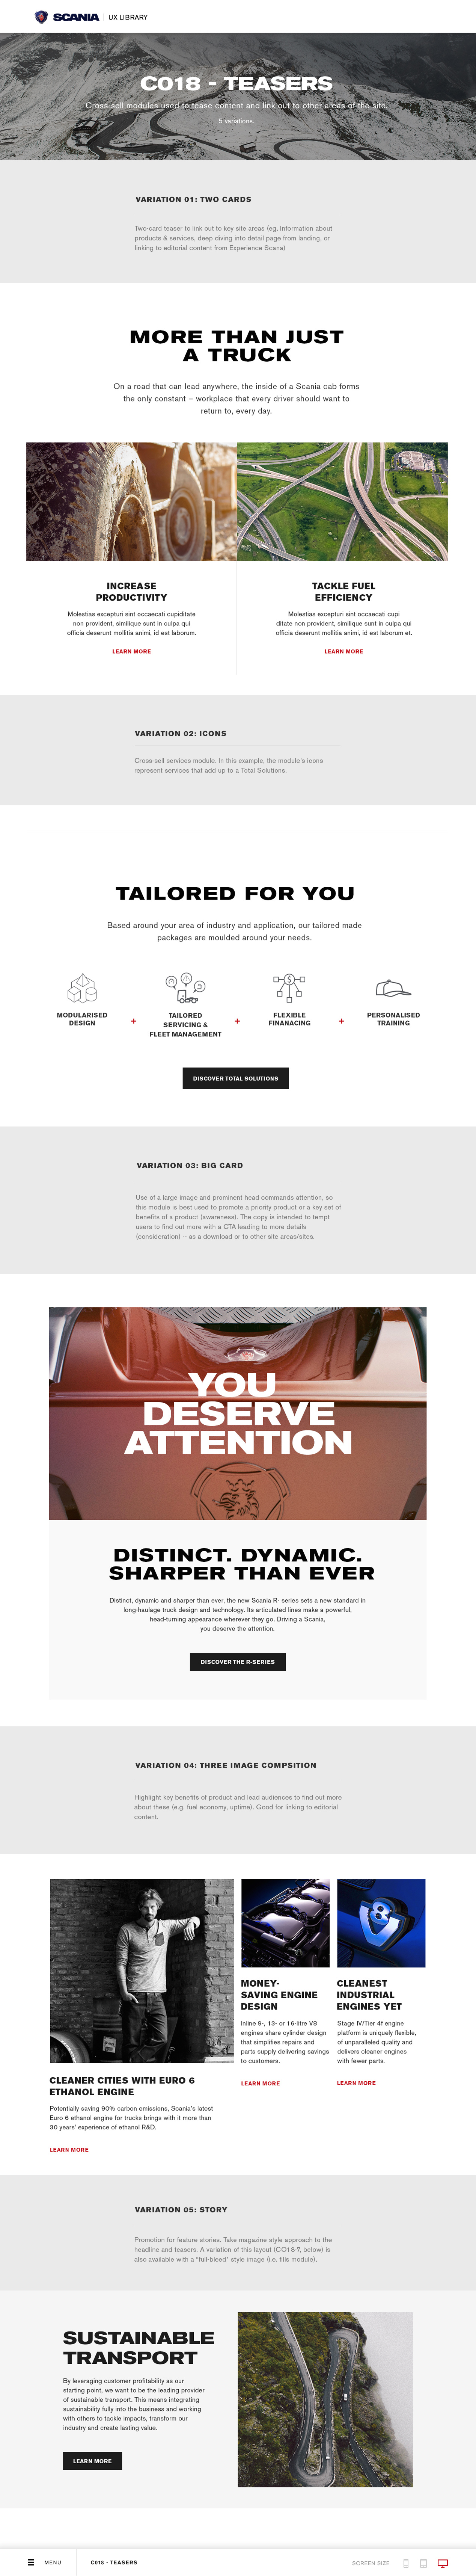 SCANIA UX LIBRARY
C018 - TEASERS
Cross-sell modules used to tease content and link out to other areas of the site.
5 variations.
VARIATION 01: TWO CARDS
Two-card teaser to link out to key site areas (eg. Information about
products & services, deep diving into detail page from landing, or
linking to editorial content from Experience Scana)
MORE THAN JUST
A TRUCK
On a road that can lead anywhere, the inside of a Scania cab forms
the only constant – workplace that every driver should want to
return to, every day.
INCREASE
PRODUCTIVITY
Molestias excepturi sint occaecati cupiditate
non provident, similique sunt in culpa qui
officia deserunt mollitia animi, id est laborum.
LEARN MORE
TACKLE FUEL
EFFICIENCY
Molestias excepturi sint occaecati cupi
ditate non provident, similique sunt in culpa qui
officia deserunt mollitia animi, id est laborum et.
LEARN MORE
VARIATION 02: ICONS
Cross-sell services module. In this example, the module's icons
represent services that add up to a Total Solutions.
TAILORED FOR YOU
Based around your area of industry and application, our tailored made
packages are moulded around your needs.
MODULARISED
DESIGN
+
TAILORED
SERVICING &
FLEET MANAGEMENT
+
FLEXIBLE
FINANACING
+
PERSONALISED
TRAINING
DISCOVER TOTAL SOLUTIONS
VARIATION 03: BIG CARD
Use of a large image and prominent head commands attention, so
this module is best used to promote a priority product or a key set of
benefits of a product (awareness). The copy is intended to tempt
users to find out more with a CTA leading to more details
(consideration) – as a download or to other site areas/sites.
YOU
DESERVE
ATTENTION
DISTINCT. DYNAMIC.
SHARPER THAN EVER
Distinct, dynamic and sharper than ever, the new Scania R- series sets a new standard in
long-haulage truck design and technology. Its articulated lines make a powerful,
head-turning appearance wherever they go. Driving a Scania,
you deserve the attention.
DISCOVER THE R-SERIES
VARIATION 04: THREE IMAGE COMPSITION
Highlight key benefits of product and lead audiences to find out more
about these (e.g. fuel economy, uptime). Good for linking to editorial
content.
CLEANER CITIES WITH EURO 6
ETHANOL ENGINE
Potentially saving 90% carbon emissions, Scania's latest
Euro 6 ethanol engine for trucks brings with it more than
30 years' experience of ethanol R&D.
LEARN MORE
MONEY-
SAVING ENGINE
DESIGN
Inline 9-, 13- or 16-litre V8
engines share cylinder design
that simplifies repairs and
parts supply delivering savings
to customers.
LEARN MORE
8
CLEANEST
INDUSTRIAL
ENGINES YET
Stage IV/Tier 4f engine
platform is uniquely flexible,
of unparalleled quality and
delivers cleaner engines
with fewer parts.
LEARN MORE
VARIATION 05: STORY
Promotion for feature stories. Take magazine style approach to the
headline and teasers. A variation of this layout (CO18-7, below) is
also available with a "full-bleed" style image (i.e. fills module).
SUSTAINABLE
TRANSPORT
By leveraging customer profitability as our
starting point, we want to be the leading provider
of sustainable transport. This means integrating
sustainability fully into the business and working
with others to tackle impacts, transform our
industry and create lasting value.
LEARN MORE
MENU C018 - TEASERS SCREEN SIZE